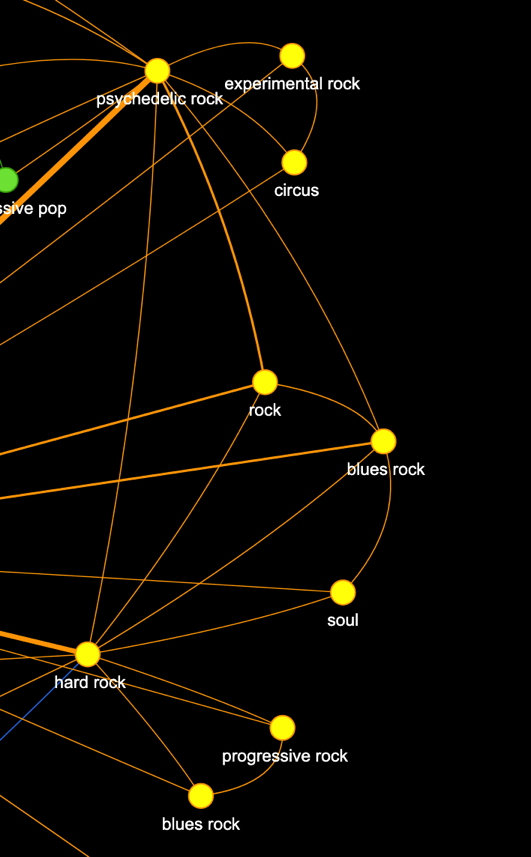 experimental rock
psychedelic rock
circus
ssive pop
rock
blues rock
soul
hard rock
progressive rock
blues rock